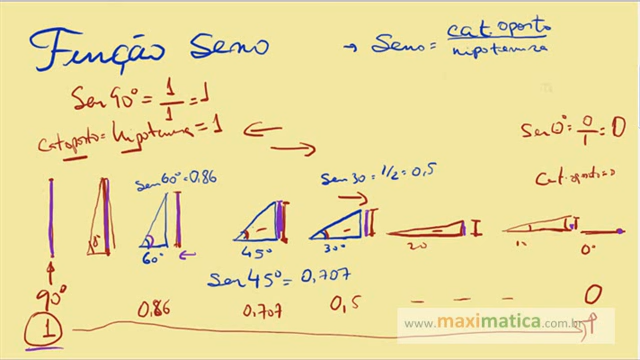 Função Seno
→ Seno = cat. oposto / hipotenusa
Sen 90° = 1/1 = 1
cat oposto = hipotenusa = 1
Sen 0° = 0/1 = 0
Cat. oposto = 0
Sen 60° = 0,86
Sen 30 = 1/2 = 0,5
60°
45°
30°
20
0°
Sen 45° = 0,707
90°
1
0,86
0,707
0,5
0
www.maximatica.com.br